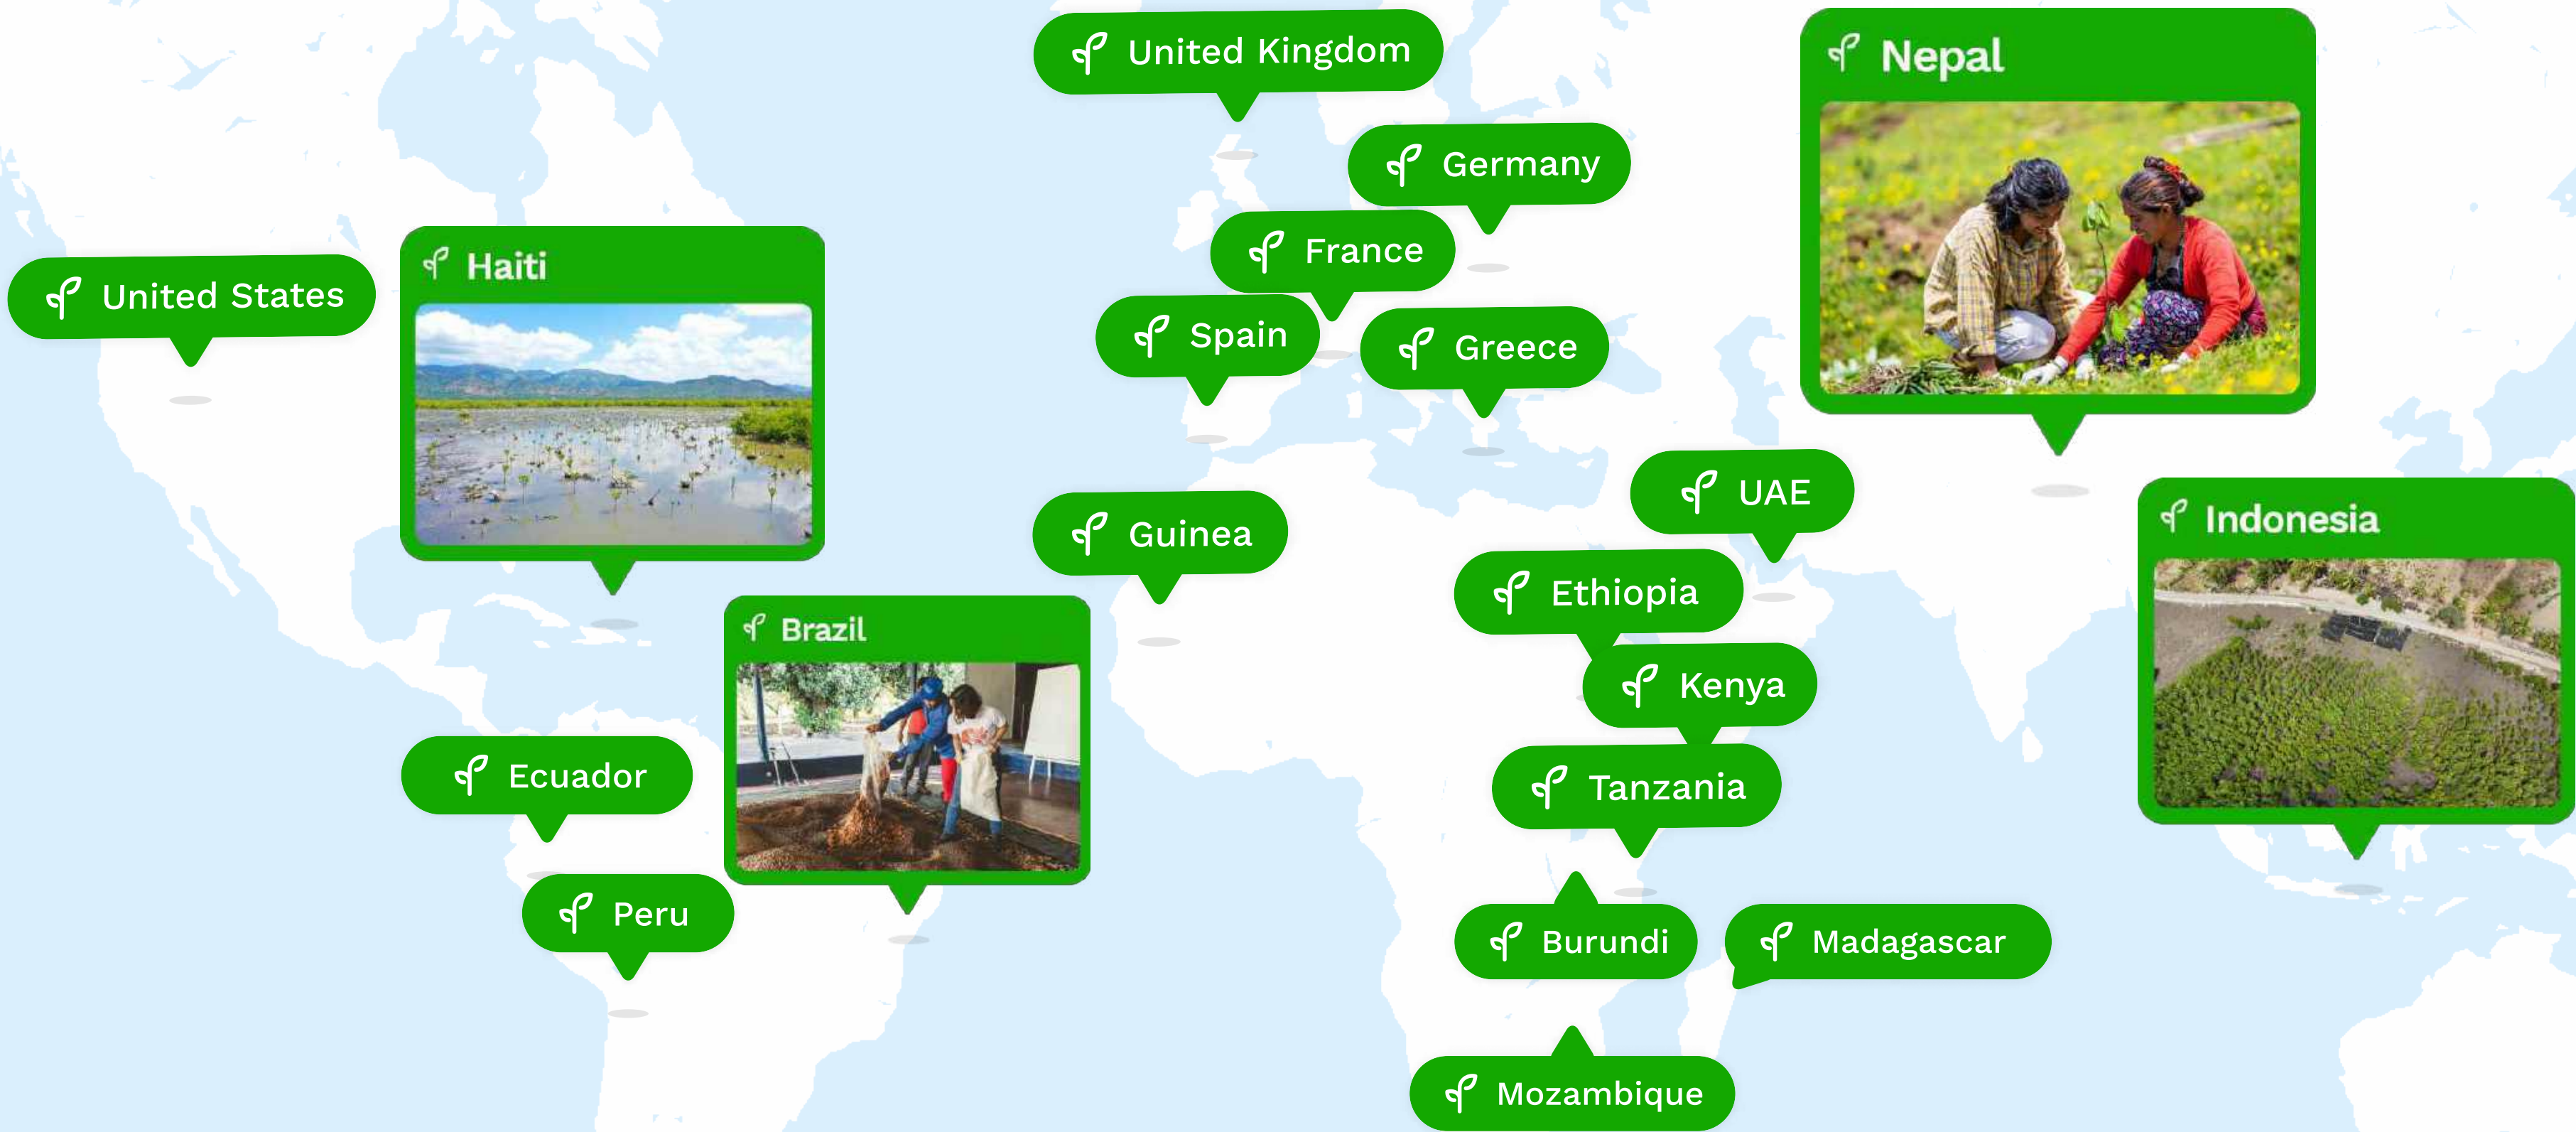 United Kingdom
Nepal
Germany
France
Haiti
United States
Spain
Greece
UAE
Guinea
Indonesia
Ethiopia
Brazil
Kenya
Ecuador
Tanzania
Peru
Burundi
Madagascar
Mozambique